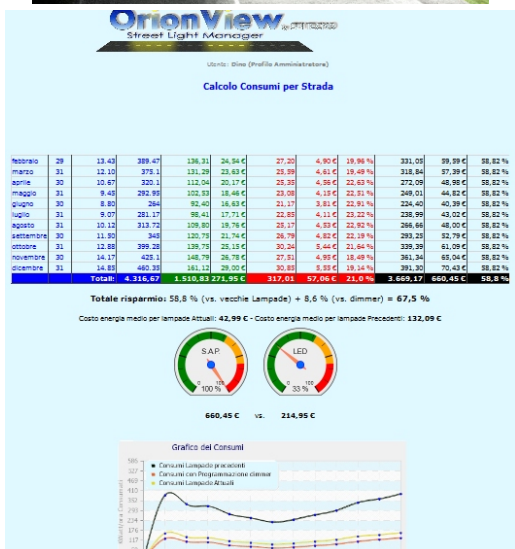 OrionView
Street Light Manager
Utente: Dino (Profilo Amministratore)
Calcolo Consumi per Strada
febbraio 29 13.43 389.47 136,31 24,54 € 27,20 4,90 € 19,96 % 331,05 59,59 € 58,82 %
marzo 31 12.10 375.1 131,29 23,63 € 25,59 4,61 € 19,49 % 318,84 57,39 € 58,82 %
aprile 30 10.67 320.1 112,04 20,17 € 25,35 4,56 € 22,63 % 272,09 48,98 € 58,82 %
maggio 31 9.45 292.95 102,53 18,46 € 23,08 4,15 € 22,51 % 249,01 44,82 € 58,82 %
giugno 30 8.80 264 92,40 16,63 € 21,17 3,81 € 22,91 % 224,40 40,39 € 58,82 %
luglio 31 9.07 281.17 98,41 17,71 € 22,85 4,11 € 23,22 % 238,99 43,02 € 58,82 %
agosto 31 10.12 313.72 109,80 19,76 € 25,17 4,53 € 22,92 % 266,66 48,00 € 58,82 %
settembre 30 11.50 345 120,75 21,74 € 26,79 4,82 € 22,19 % 293,25 52,79 € 58,82 %
ottobre 31 12.88 399.28 139,75 25,15 € 30,24 5,44 € 21,64 % 339,39 61,09 € 58,82 %
novembre 30 14.17 425.1 148,79 26,78 € 27,51 4,95 € 18,49 % 361,34 65,04 € 58,82 %
dicembre 31 14.85 460.35 161,12 29,00 € 30,85 5,55 € 19,14 % 391,30 70,43 € 58,82 %
Totali: 4.316,67 1.510,83 271,95 € 317,01 57,06 € 21,0 % 3.669,17 660,45 € 58,8 %
Totale risparmio: 58,8 % (vs. vecchie Lampade) + 8,6 % (vs. dimmer) = 67,5 %
Costo energia medio per lampade Attuali: 42,99 € - Costo energia medio per lampade Precedenti: 132,09 €
S.A.P. LED
0 100 0 100
100 % 33 %
660,45 € vs. 214,95 €
Grafico dei Consumi
Consumi Lampade precedenti
Consumi con Programmazione dimmer
Consumi Lampade Attuali
527
469
410
352
293
234
176
117